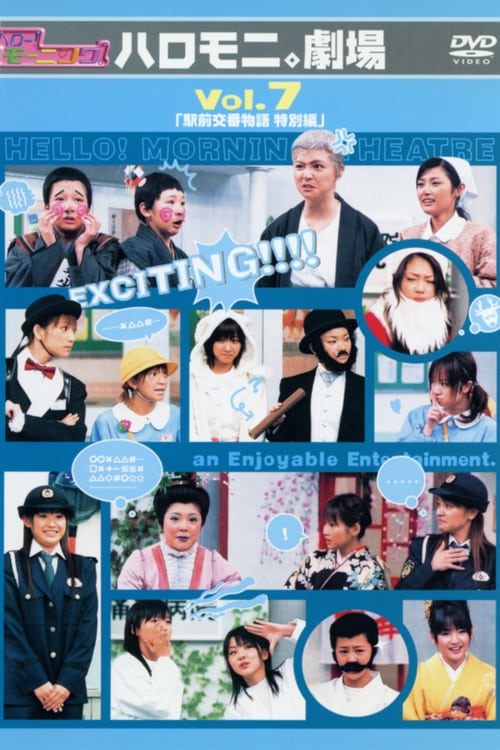 ハロー!
モーニング。
ハロモニ。劇場
DVD
VIDEO
Vol.7
「駅前交番物語 特別編」
HELLO! MORNING THEATRE
EXCITING!!!!
an Enjoyable Entertainment.
!